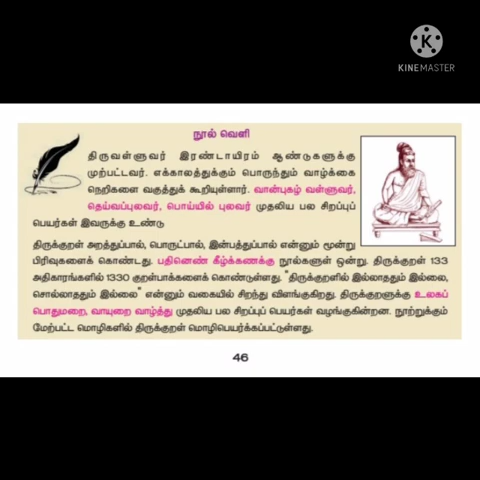 KINEMASTER
நூல் வெளி
திருவள்ளுவர் இரண்டாயிரம் ஆண்டுகளுக்கு
முற்பட்டவர். எக்காலத்துக்கும் பொருந்தும் வாழ்க்கை
நெறிகளை வகுத்துக் கூறியுள்ளார். வான்புகழ் வள்ளுவர்,
தெய்வப்புலவர், பொய்யில் புலவர் முதலிய பல சிறப்புப்
பெயர்கள் இவருக்கு உண்டு
திருக்குறள் அறத்துப்பால், பொருட்பால், இன்பத்துப்பால் என்னும் மூன்று
பிரிவுகளைக் கொண்டது. பதினெண் கீழ்க்கணக்கு நூல்களுள் ஒன்று. திருக்குறள் 133
அதிகாரங்களில் 1330 குறள்பாக்களைக் கொண்டுள்ளது. "திருக்குறளில் இல்லாததும் இல்லை,
சொல்லாததும் இல்லை" என்னும் வகையில் சிறந்து விளங்குகிறது. திருக்குறளுக்கு உலகப்
பொதுமறை, வாயுறை வாழ்த்து முதலிய பல சிறப்புப் பெயர்கள் வழங்குகின்றன. நூற்றுக்கும்
மேற்பட்ட மொழிகளில் திருக்குறள் மொழிபெயர்க்கப்பட்டுள்ளது.
46